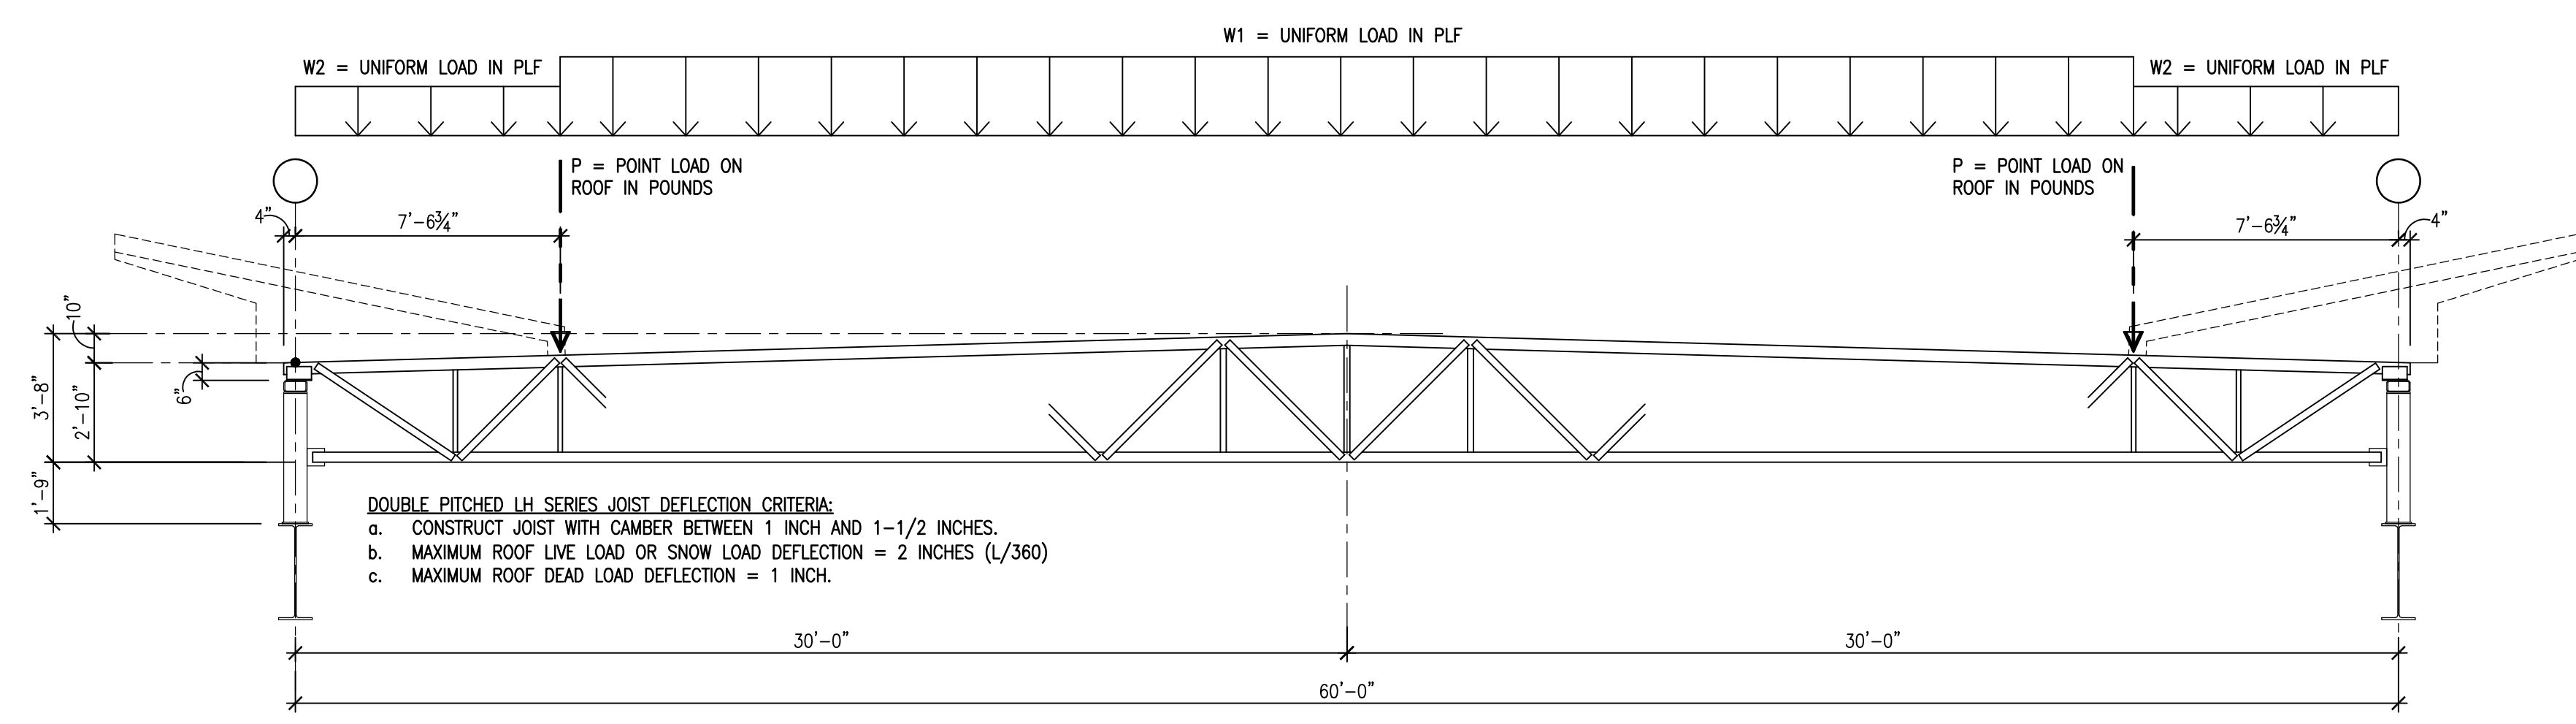 W1 = UNIFORM LOAD IN PLF
W2 = UNIFORM LOAD IN PLF
W2 = UNIFORM LOAD IN PLF
P = POINT LOAD ON
ROOF IN POUNDS
P = POINT LOAD ON
ROOF IN POUNDS
4"
7'-6¾"
7'-6¾"
4"
10"
6"
3'-8"
2'-10"
1'-9"
DOUBLE PITCHED LH SERIES JOIST DEFLECTION CRITERIA:
a. CONSTRUCT JOIST WITH CAMBER BETWEEN 1 INCH AND 1-1/2 INCHES.
b. MAXIMUM ROOF LIVE LOAD OR SNOW LOAD DEFLECTION = 2 INCHES (L/360)
c. MAXIMUM ROOF DEAD LOAD DEFLECTION = 1 INCH.
30'-0"
30'-0"
60'-0"